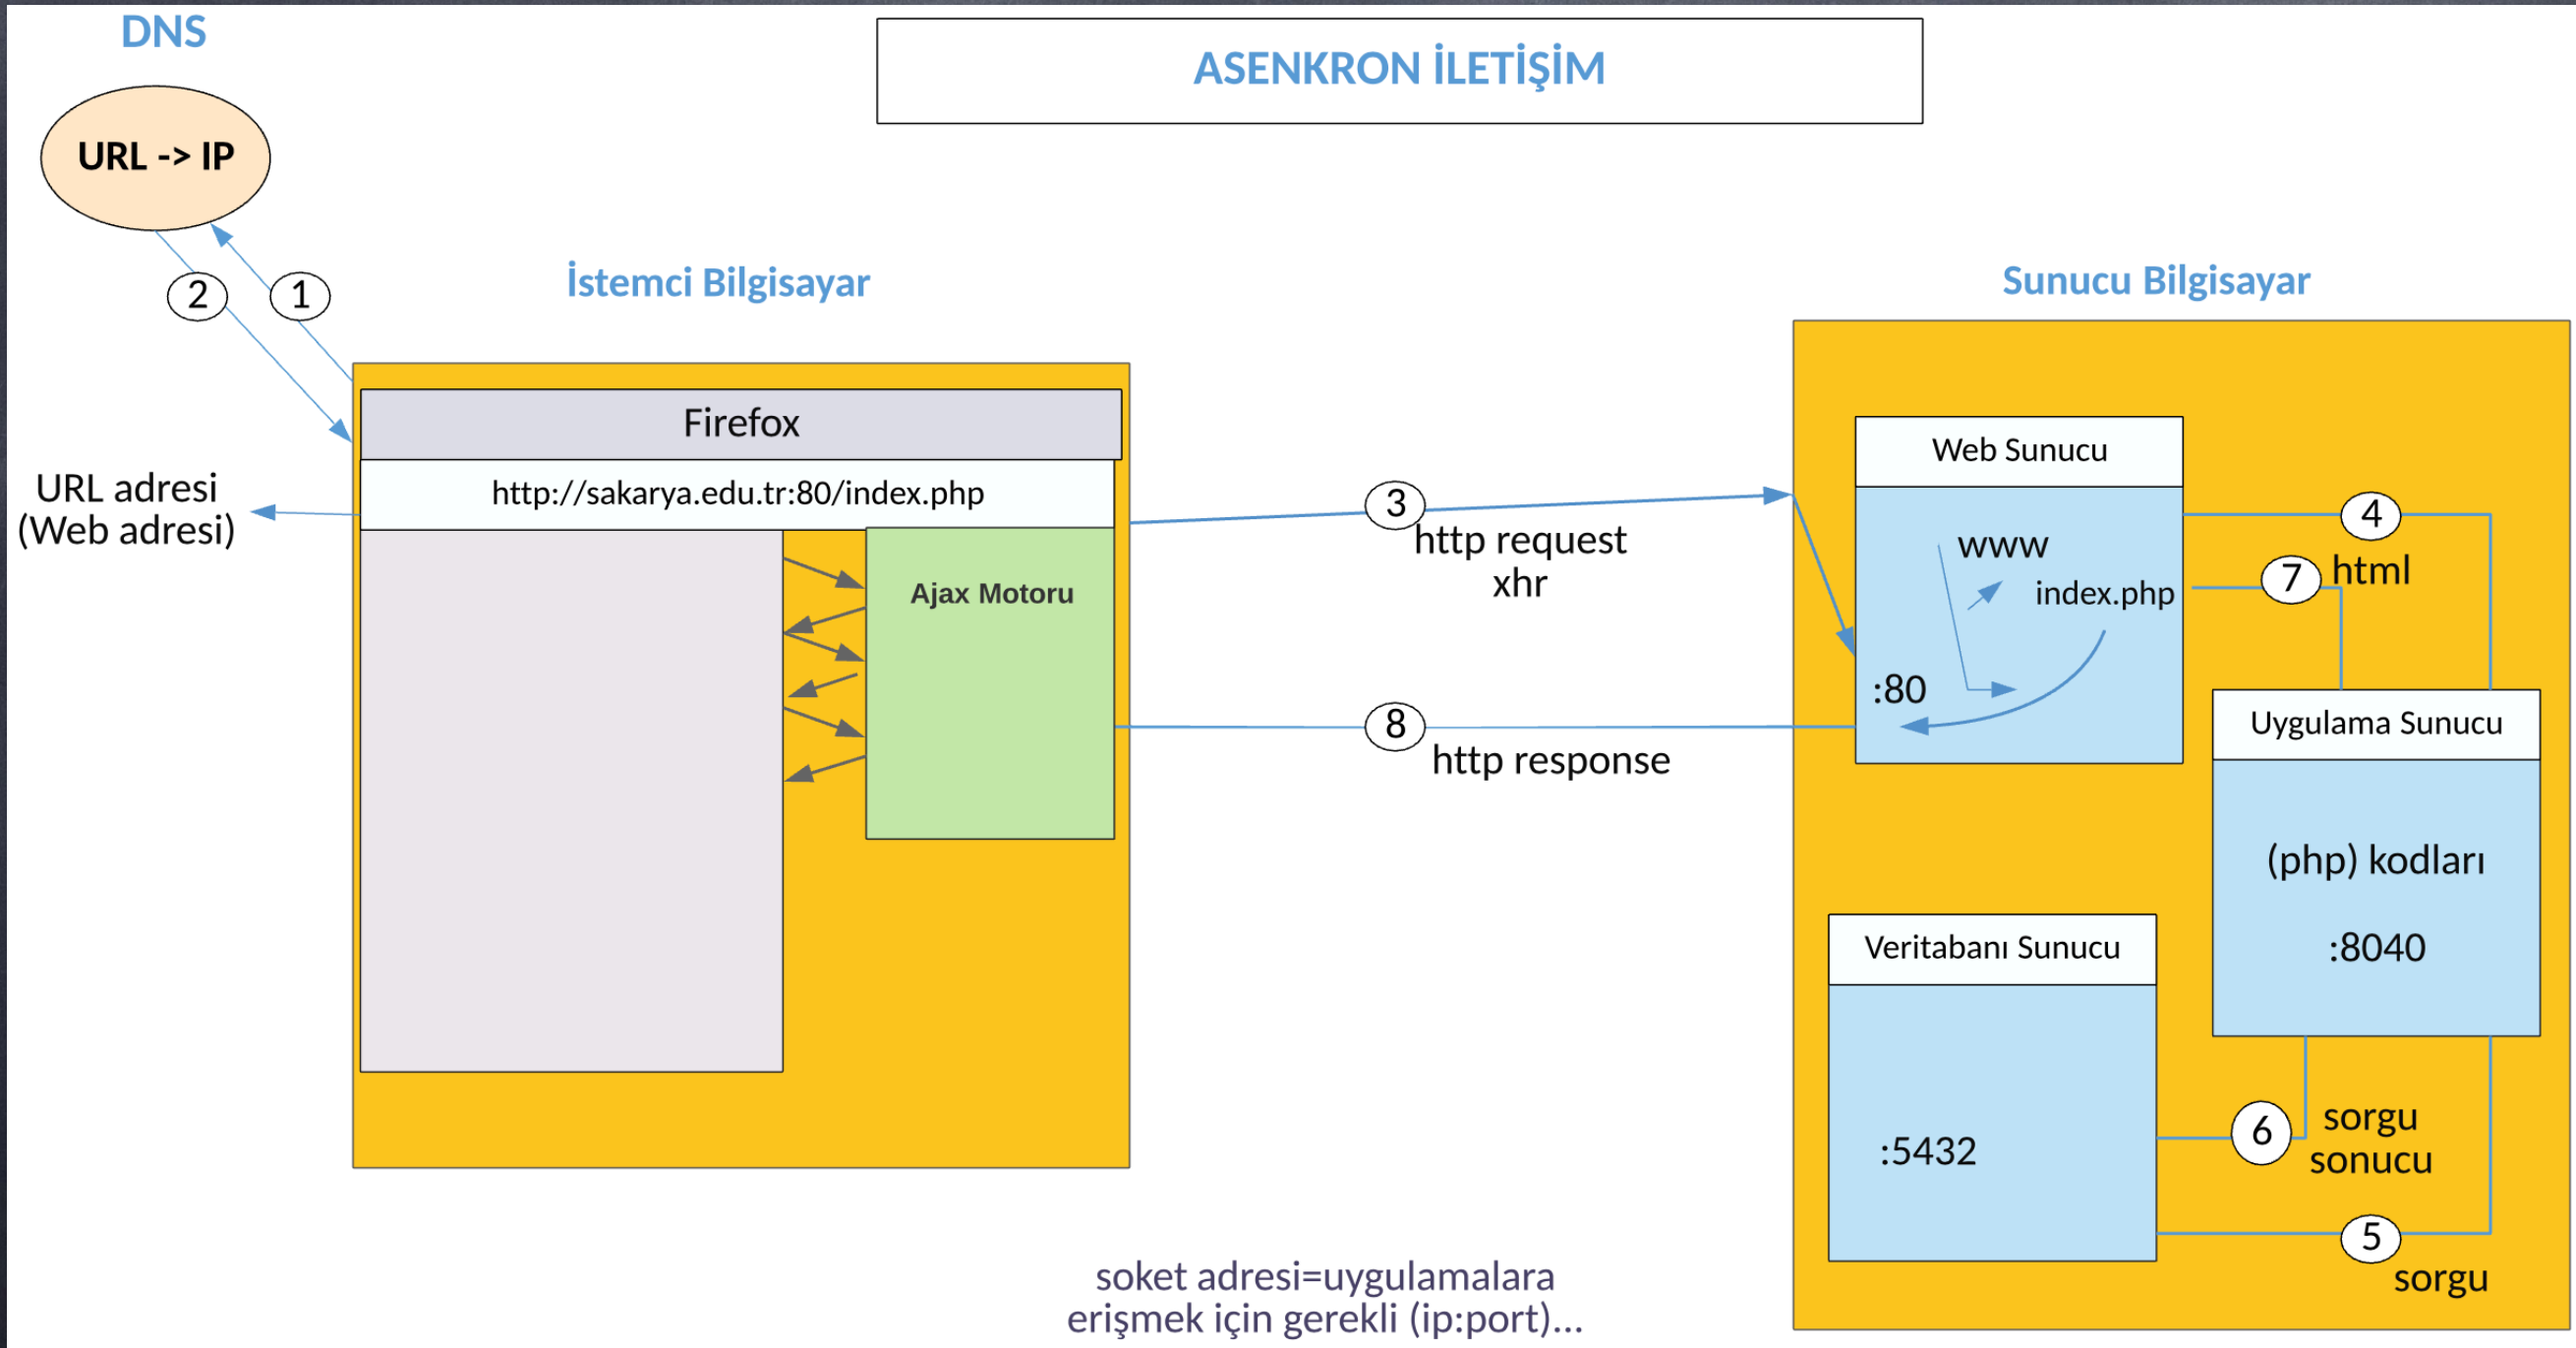 DNS
ASENKRON İLETİŞİM
URL -> IP
2
1
İstemci Bilgisayar
Sunucu Bilgisayar
Firefox
http://sakarya.edu.tr:80/index.php
URL adresi
(Web adresi)
Ajax Motoru
3
http request
xhr
8
http response
Web Sunucu
www
index.php
:80
4
7
html
Uygulama Sunucu
(php) kodları
:8040
Veritabanı Sunucu
:5432
6
sorgu
sonucu
5
sorgu
soket adresi=uygulamalara
erişmek için gerekli (ip:port)...